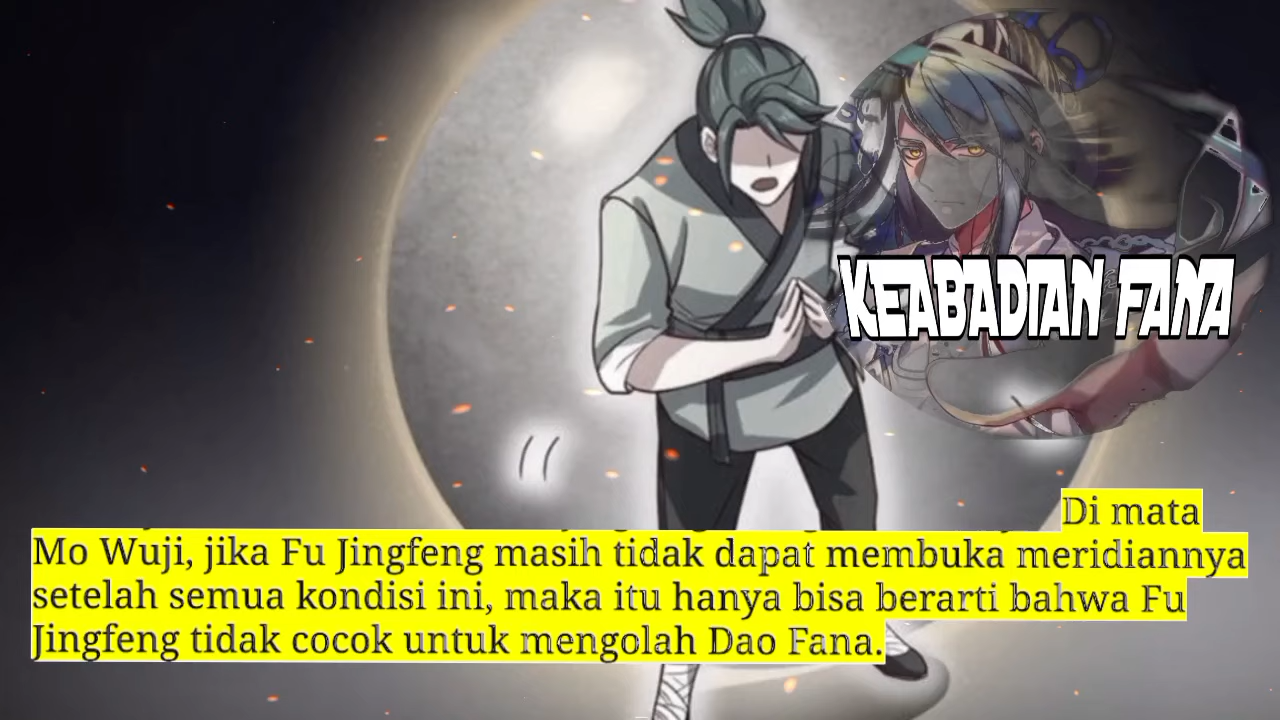 KEABADIAN FANA
Di mata
Mo Wuji, jika Fu Jingfeng masih tidak dapat membuka meridiannya
setelah semua kondisi ini, maka itu hanya bisa berarti bahwa Fu
Jingfeng tidak cocok untuk mengolah Dao Fana.